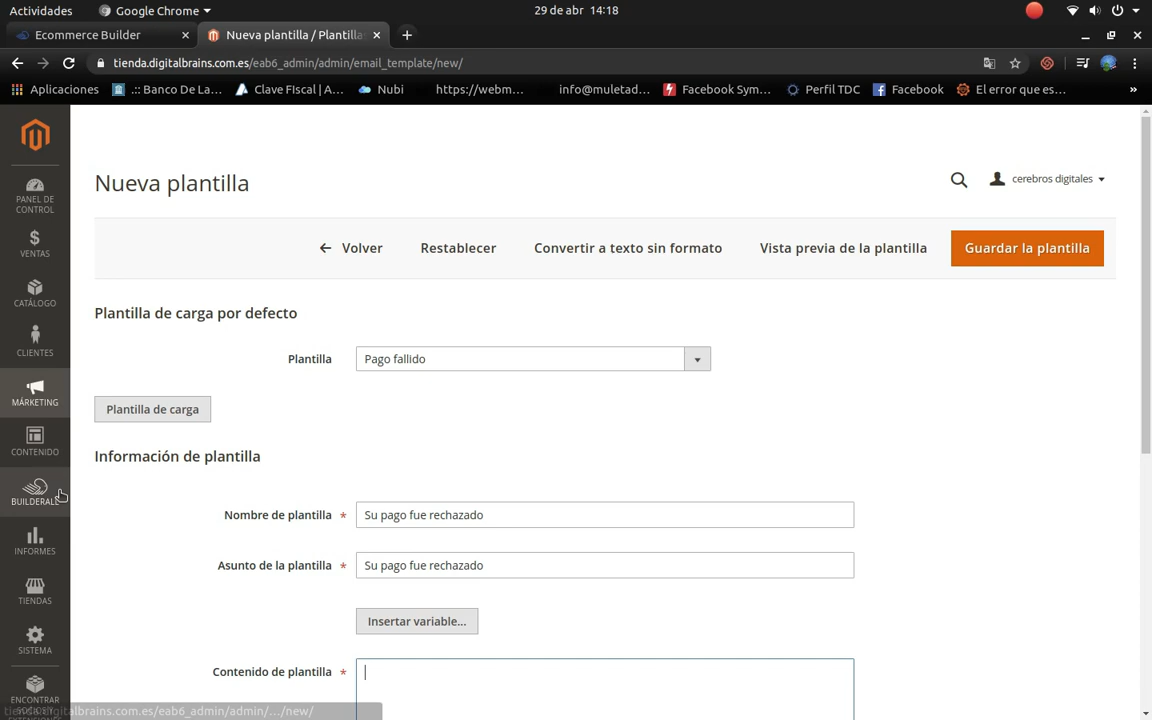 Actividades
Google Chrome
29 de abr 14:18
Ecommerce Builder
Nueva plantilla / Plantilla
tienda.digitalbrains.com.es/eab6_admin/admin/email_template/new/
Aplicaciones
.:: Banco De La...
Clave FIscal | A...
Nubi
https://webm...
info@muletad...
Facebook Sym...
Perfil TDC
Facebook
El error que es...
»
PANEL DE
CONTROL
VENTAS
CATÁLOGO
CLIENTES
MÁRKETING
CONTENIDO
BUILDERALL
INFORMES
TIENDAS
SISTEMA
ENCONTRAR
Nueva plantilla
cerebros digitales
Volver
Restablecer
Convertir a texto sin formato
Vista previa de la plantilla
Guardar la plantilla
Plantilla de carga por defecto
Plantilla
Pago fallido
Plantilla de carga
Información de plantilla
Nombre de plantilla *
Su pago fue rechazado
Asunto de la plantilla *
Su pago fue rechazado
Insertar variable...
Contenido de plantilla *
tienda.digitalbrains.com.es/eab6_admin/admin/.../new/